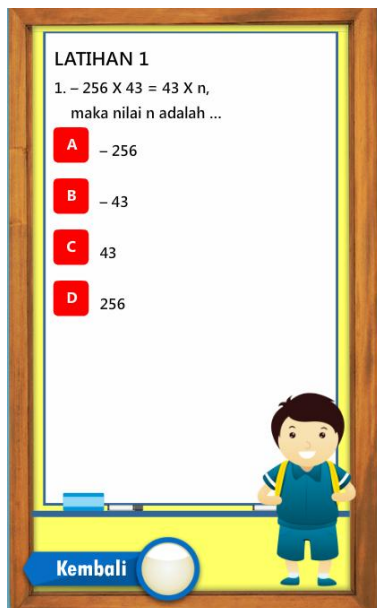 LATIHAN 1
1. – 256 X 43 = 43 X n,
maka nilai n adalah ...
A – 256
B – 43
C 43
D 256
Kembali